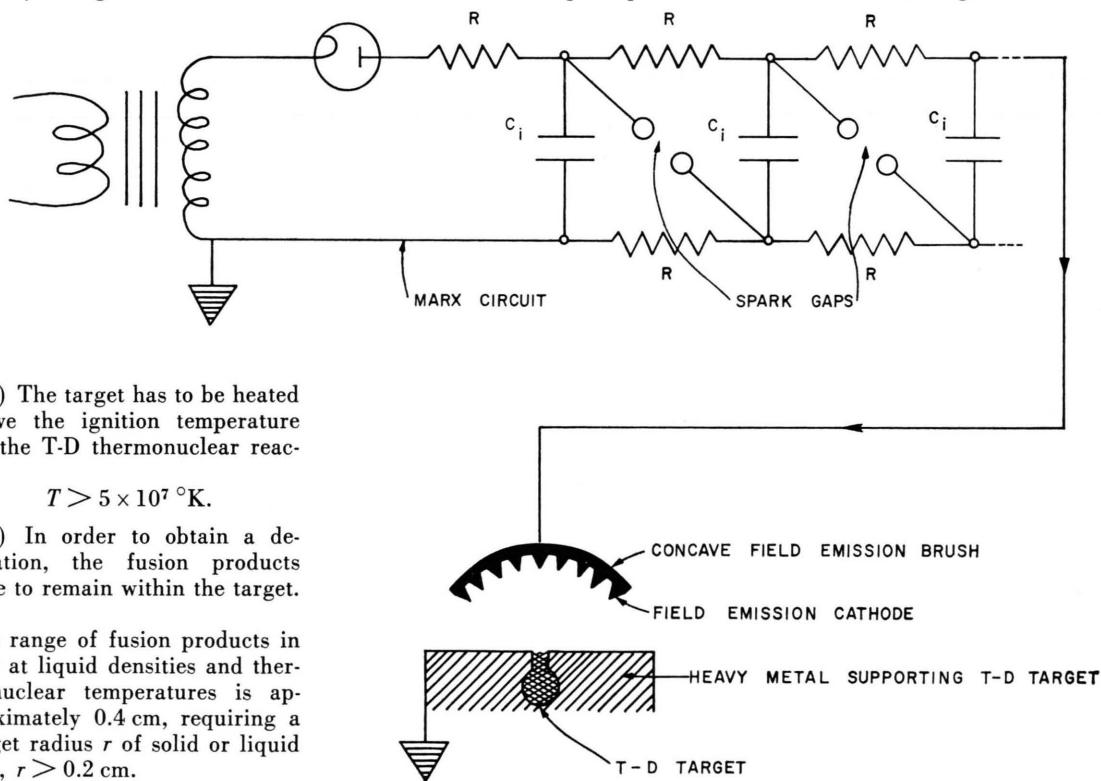 R
R
R
C i
C i
C i
R
R
MARX CIRCUIT
SPARK GAPS
) The target has to be heated
ve the ignition temperature
the T-D thermonuclear reac-
T > 5 × 10⁷ °K.
) In order to obtain a de-
ation, the fusion products
e to remain within the target.
range of fusion products in
at liquid densities and ther-
nuclear temperatures is ap-
ximately 0.4 cm, requiring a
get radius r of solid or liquid
, r > 0.2 cm.
CONCAVE FIELD EMISSION BRUSH
FIELD EMISSION CATHODE
HEAVY METAL SUPPORTING T-D TARGET
T-D TARGET